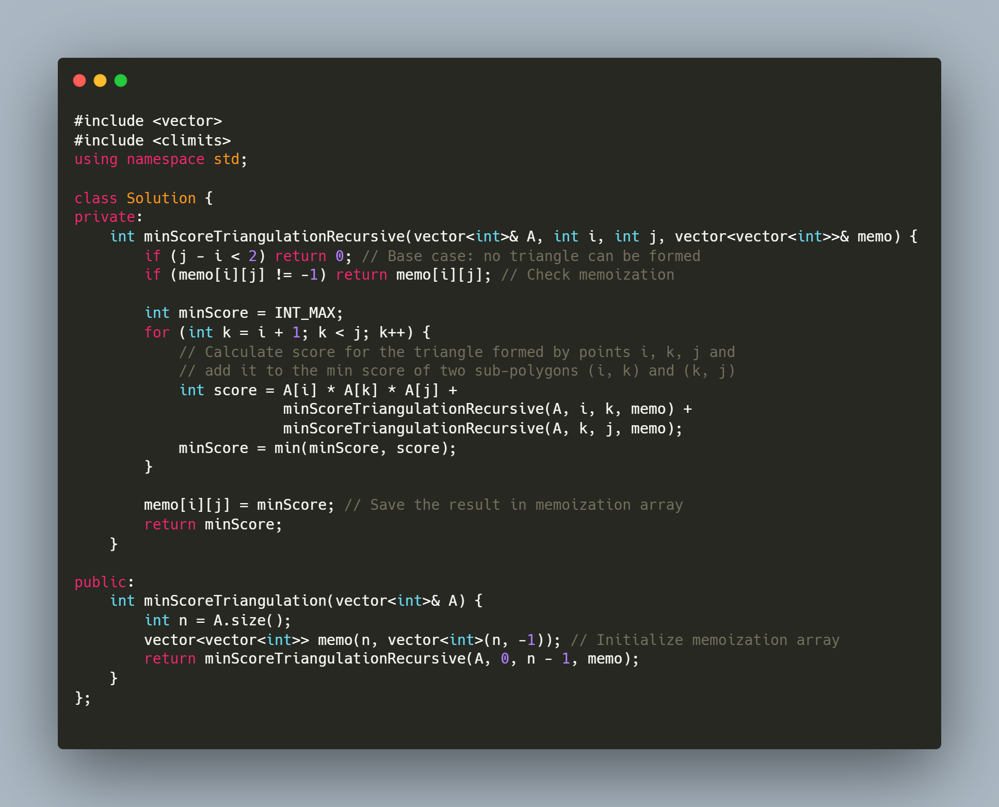 #include <vector>
#include <climits>
using namespace std;

class Solution {
private:
    int minScoreTriangulationRecursive(vector<int>& A, int i, int j, vector<vector<int>>& memo) {
        if (j - i < 2) return 0; // Base case: no triangle can be formed
        if (memo[i][j] != -1) return memo[i][j]; // Check memoization

        int minScore = INT_MAX;
        for (int k = i + 1; k < j; k++) {
            // Calculate score for the triangle formed by points i, k, j and
            // add it to the min score of two sub-polygons (i, k) and (k, j)
            int score = A[i] * A[k] * A[j] +
                        minScoreTriangulationRecursive(A, i, k, memo) +
                        minScoreTriangulationRecursive(A, k, j, memo);
            minScore = min(minScore, score);
        }

        memo[i][j] = minScore; // Save the result in memoization array
        return minScore;
    }

public:
    int minScoreTriangulation(vector<int>& A) {
        int n = A.size();
        vector<vector<int>> memo(n, vector<int>(n, -1)); // Initialize memoization array
        return minScoreTriangulationRecursive(A, 0, n - 1, memo);
    }
};